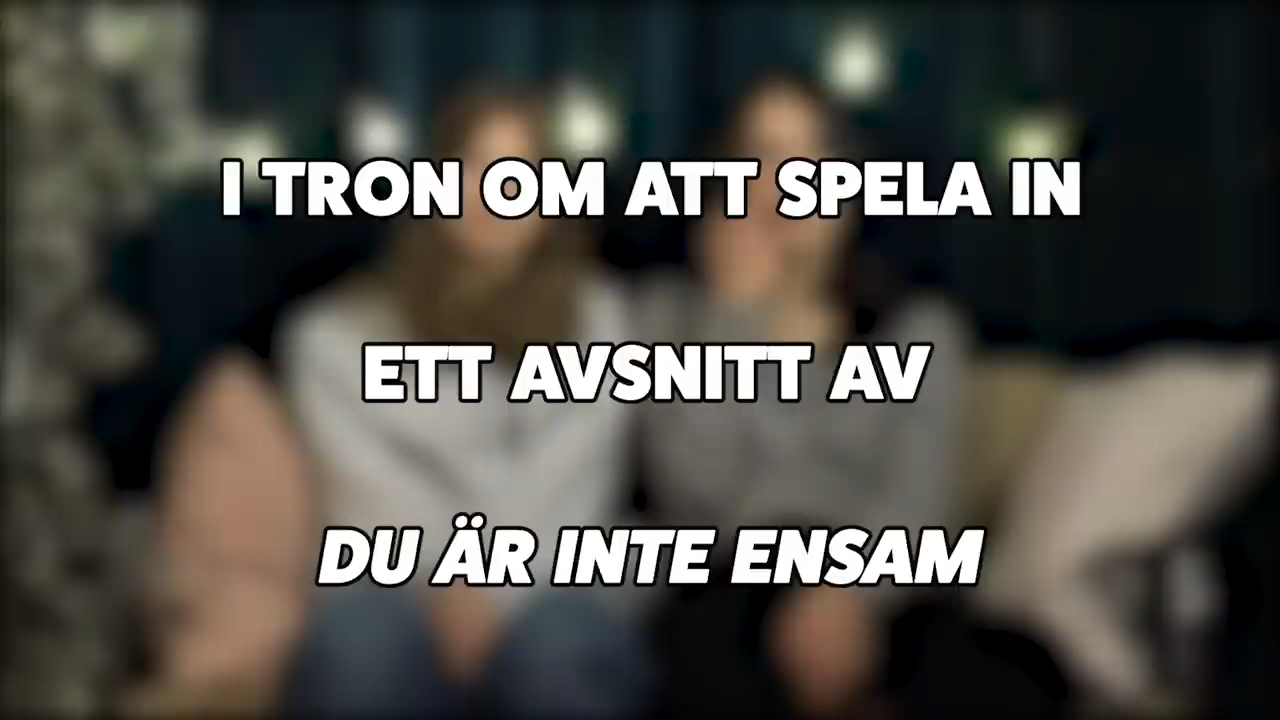 I TRON OM ATT SPELA IN
ETT AVSNITT AV
DU ÄR INTE ENSAM